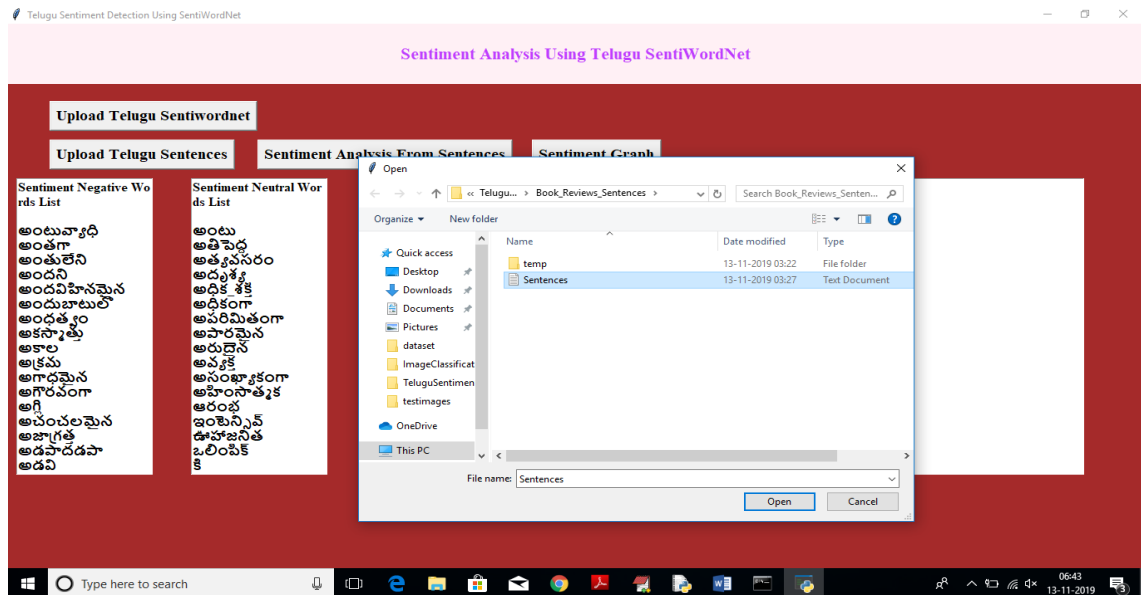 Telugu Sentiment Detection Using SentiWordNet
Sentiment Analysis Using Telugu SentiWordNet
Upload Telugu Sentiwordnet
Upload Telugu Sentences
Sentiment Analysis From Sentences
Sentiment Graph
Sentiment Negative Wo
rds List
అంటువ్యాధి
అంతగా
అంతులేని
అందని
అందవిహీనమైన
అందుబాటులో
అంధత్వం
అకస్మాత్తు
అకాల
అక్రమ
అగాధమైన
అగౌరవంగా
అగ్ని
అచంచలమైన
అజాగ్రత్త
అడపాదడపా
అడవి
Sentiment Neutral Wor
ds List
అంటు
అతిపెద్ద
అత్యవసరం
అదృశ్య
అధిక_శక్తి
అధికంగా
అపరిమితంగా
అపారమైన
అరుదైన
అవ్యక్త
అసంఖ్యాకంగా
అహింసాత్మక
ఆరంభ
ఇంటెన్సివ్
ఊహాజనిత
ఒలింపిక్
కి
Open
« Telugu... › Book_Reviews_Sentences ›
Search Book_Reviews_Senten...
Organize
New folder
Quick access
Desktop
Downloads
Documents
Pictures
dataset
ImageClassificat
TeluguSentimen
testimages
OneDrive
This PC
Name Date modified Type
temp 13-11-2019 03:22 File folder
Sentences 13-11-2019 03:27 Text Document
File name: Sentences
Open
Cancel
Type here to search
06:43
13-11-2019
3